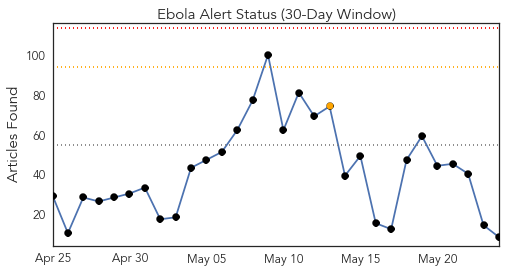 Ebola Alert Status (30-Day Window)
Articles Found
100
80
60
40
20
Apr 25 Apr 30 May 05 May 10 May 15 May 20